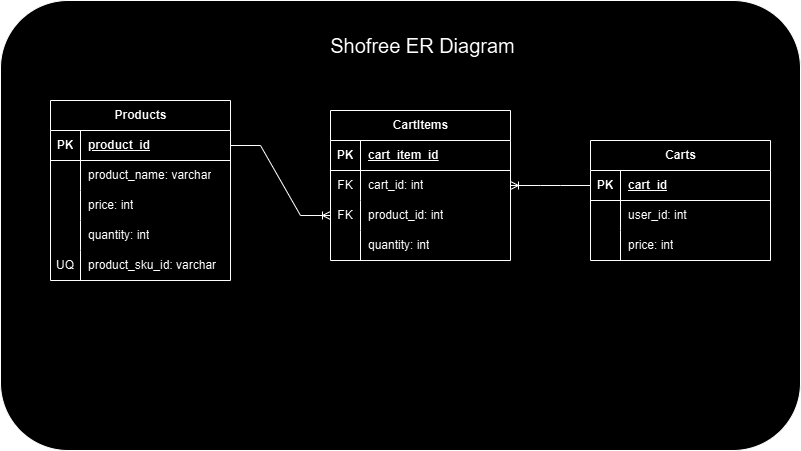 Shofree ER Diagram
Products
PK product_id
product_name: varchar
price: int
quantity: int
UQ product_sku_id: varchar
CartItems
PK cart_item_id
FK cart_id: int
FK product_id: int
quantity: int
Carts
PK cart_id
user_id: int
price: int